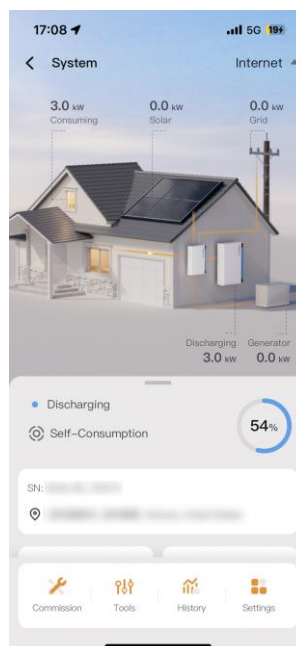 17:08 5G 19
System Internet
3.0 kW 0.0 kW 0.0 kW
Consuming Solar Grid
Discharging Generator
3.0 kW 0.0 kW
Discharging
Self-Consumption
54%
SN:
Commission Tools History Settings